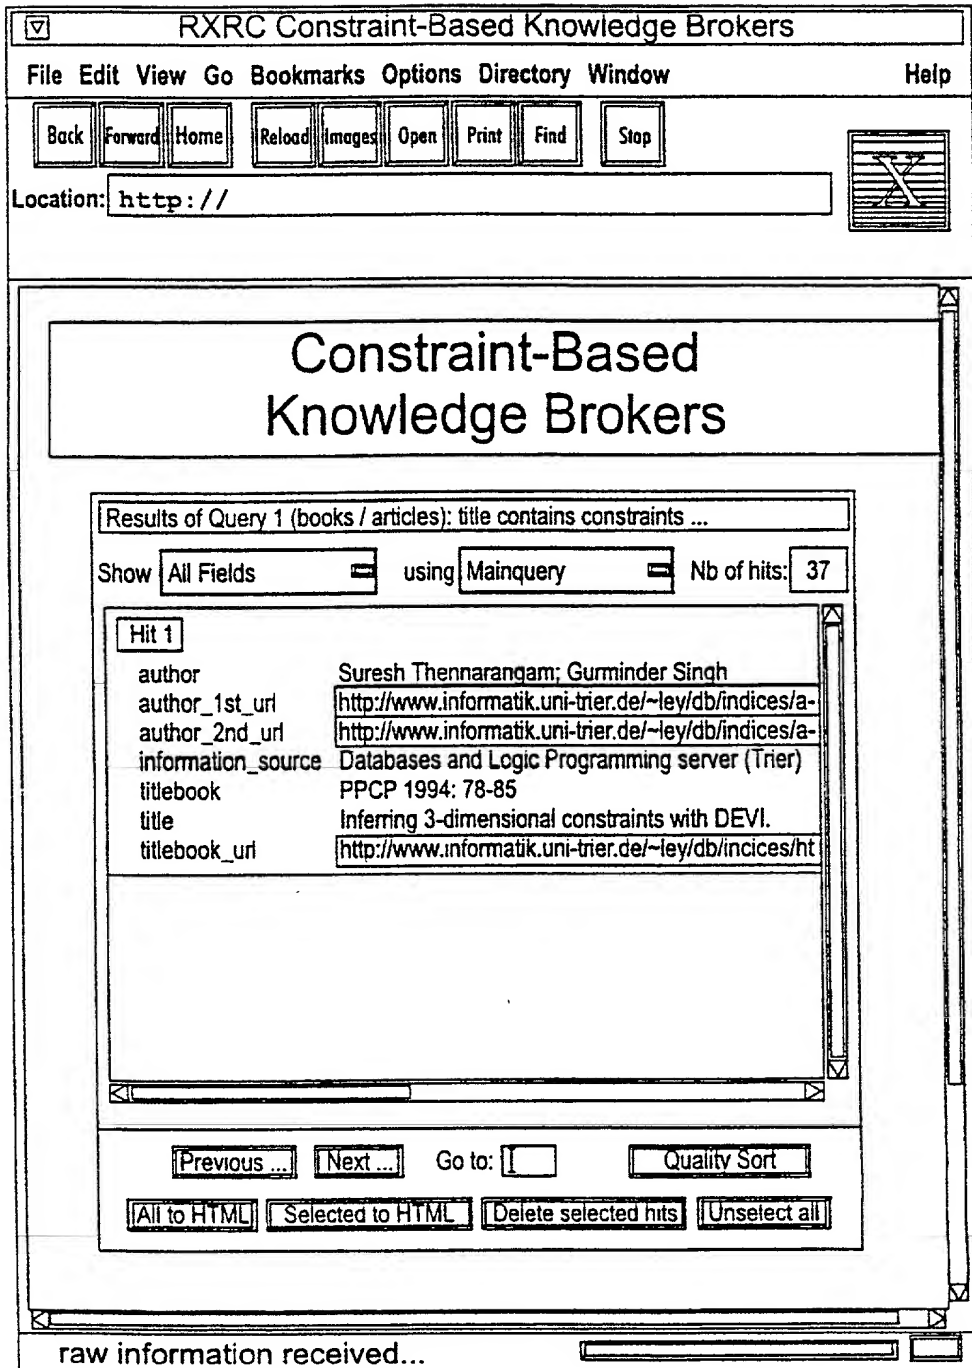 RXRC Constraint-Based Knowledge Brokers
File Edit View Go Bookmarks Options Directory Window Help
Back Forward Home Reload Images Open Print Find Stop
X
Location: http://
Constraint-Based
Knowledge Brokers
Results of Query 1 (books / articles): title contains constraints ...
Show All Fields using Mainquery Nb of hits: 37
Hit 1
author Suresh Thennarangam; Gurminder Singh
author_1st_url http://www.informatik.uni-trier.de/~ley/db/indices/a-
author_2nd_url http://www.informatik.uni-trier.de/~ley/db/indices/a-
information_source Databases and Logic Programming server (Trier)
titlebook PPCP 1994: 78-85
title Inferring 3-dimensional constraints with DEVI.
titlebook_url http://www.informatik.uni-trier.de/~ley/db/incices/ht
Previous ... Next ... Go to: Quality Sort
All to HTML Selected to HTML Delete selected hits Unselect all
raw information received...